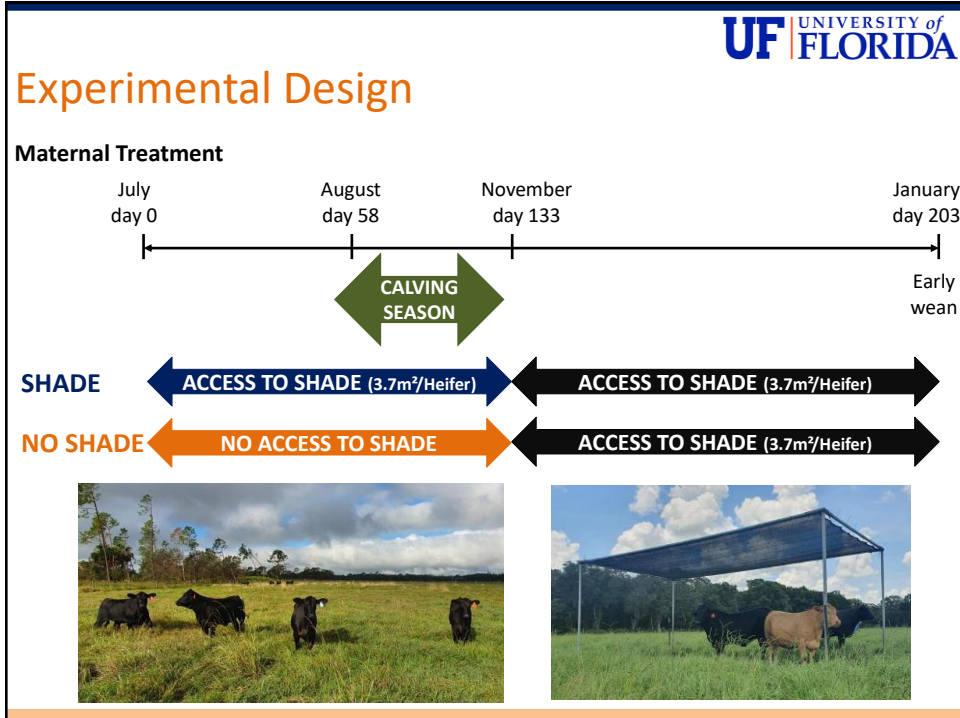 UF UNIVERSITY of
FLORIDA
Experimental Design
Maternal Treatment
July
day 0
August
day 58
November
day 133
January
day 203
CALVING
SEASON
Early
wean
SHADE
ACCESS TO SHADE (3.7m²/Heifer)
ACCESS TO SHADE (3.7m²/Heifer)
NO SHADE
NO ACCESS TO SHADE
ACCESS TO SHADE (3.7m²/Heifer)